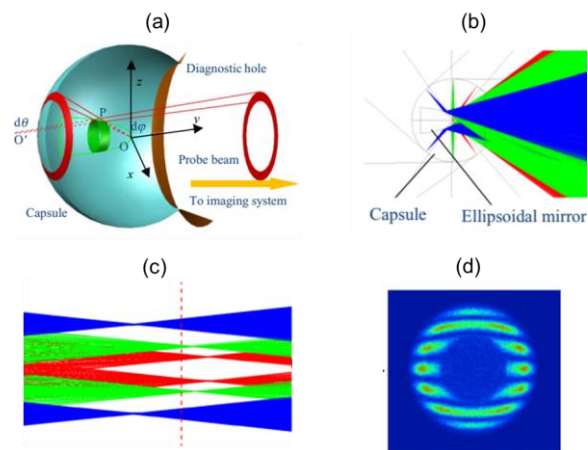 (a)
(b)
Diagnostic hole
z
dθ
P
O'
dφ
O
y
x
Probe beam
Capsule
To imaging system
Capsule
Ellipsoidal mirror
(c)
(d)